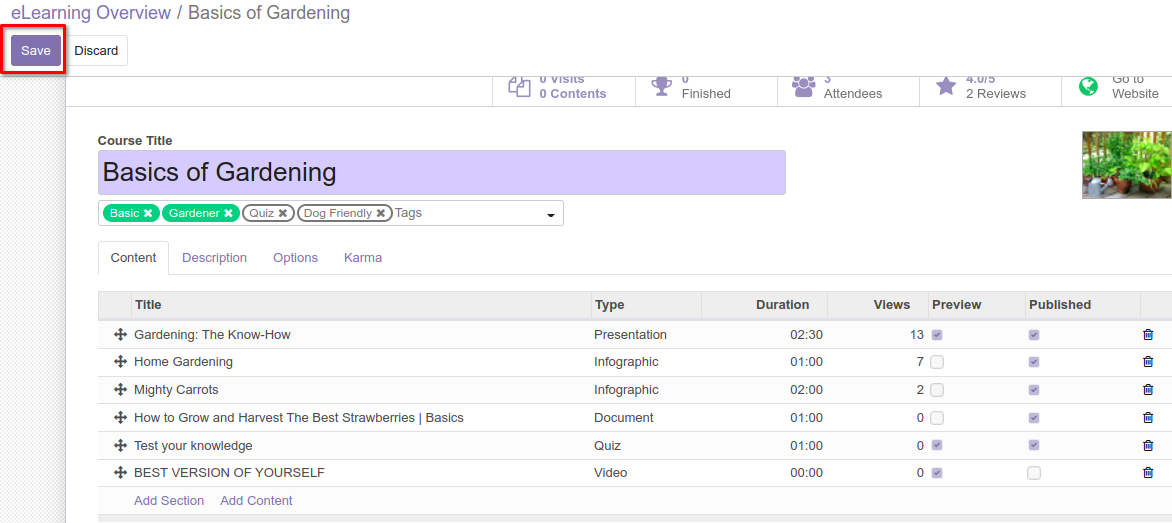 eLearning Overview / Basics of Gardening
Save Discard
0 Visits 0 3 4.0/5 Go to
0 Contents Finished Attendees 2 Reviews Website
Course Title
Basics of Gardening
Basic Gardener Quiz Dog Friendly Tags
Content Description Options Karma
Title Type Duration Views Preview Published
Gardening: The Know-How Presentation 02:30 13
Home Gardening Infographic 01:00 7
Mighty Carrots Infographic 02:00 2
How to Grow and Harvest The Best Strawberries | Basics Document 01:00 0
Test your knowledge Quiz 01:00 0
BEST VERSION OF YOURSELF Video 00:00 0
Add Section Add Content